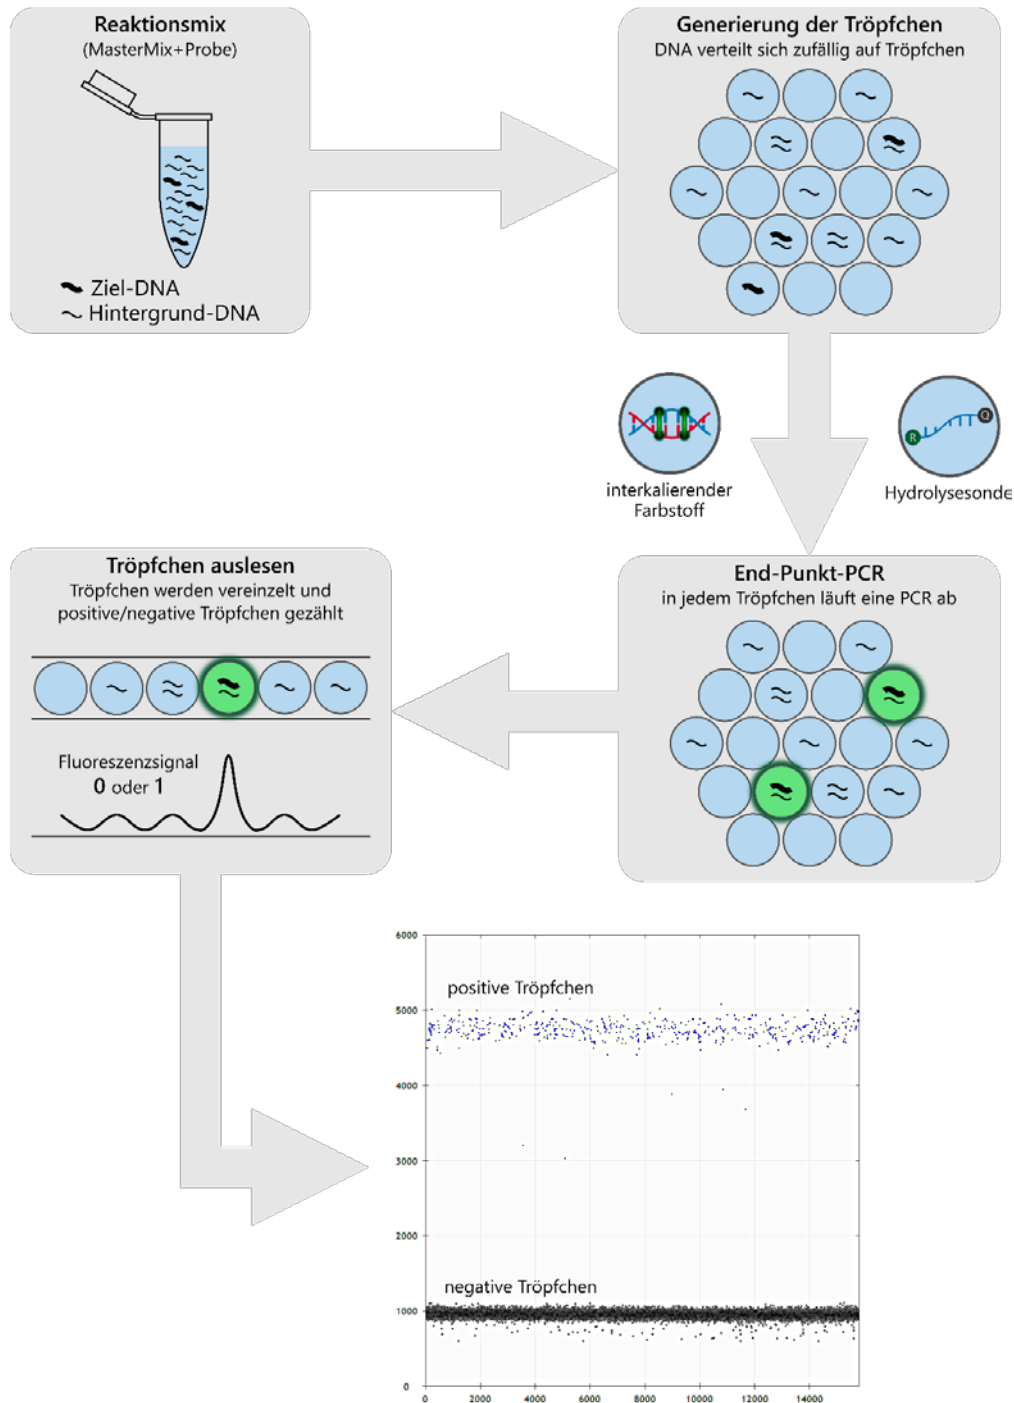 Reaktionsmix
(MasterMix+Probe)
Ziel-DNA
Hintergrund-DNA
Generierung der Tröpfchen
DNA verteilt sich zufällig auf Tröpfchen
interkalierender
Farbstoff
R
Q
Hydrolysesonde
End-Punkt-PCR
in jedem Tröpfchen läuft eine PCR ab
Tröpfchen auslesen
Tröpfchen werden vereinzelt und
positive/negative Tröpfchen gezählt
Fluoreszenzsignal
0 oder 1
6000
positive Tröpfchen
5000
4000
3000
2000
negative Tröpfchen
1000
0
0 2000 4000 6000 8000 10000 12000 14000